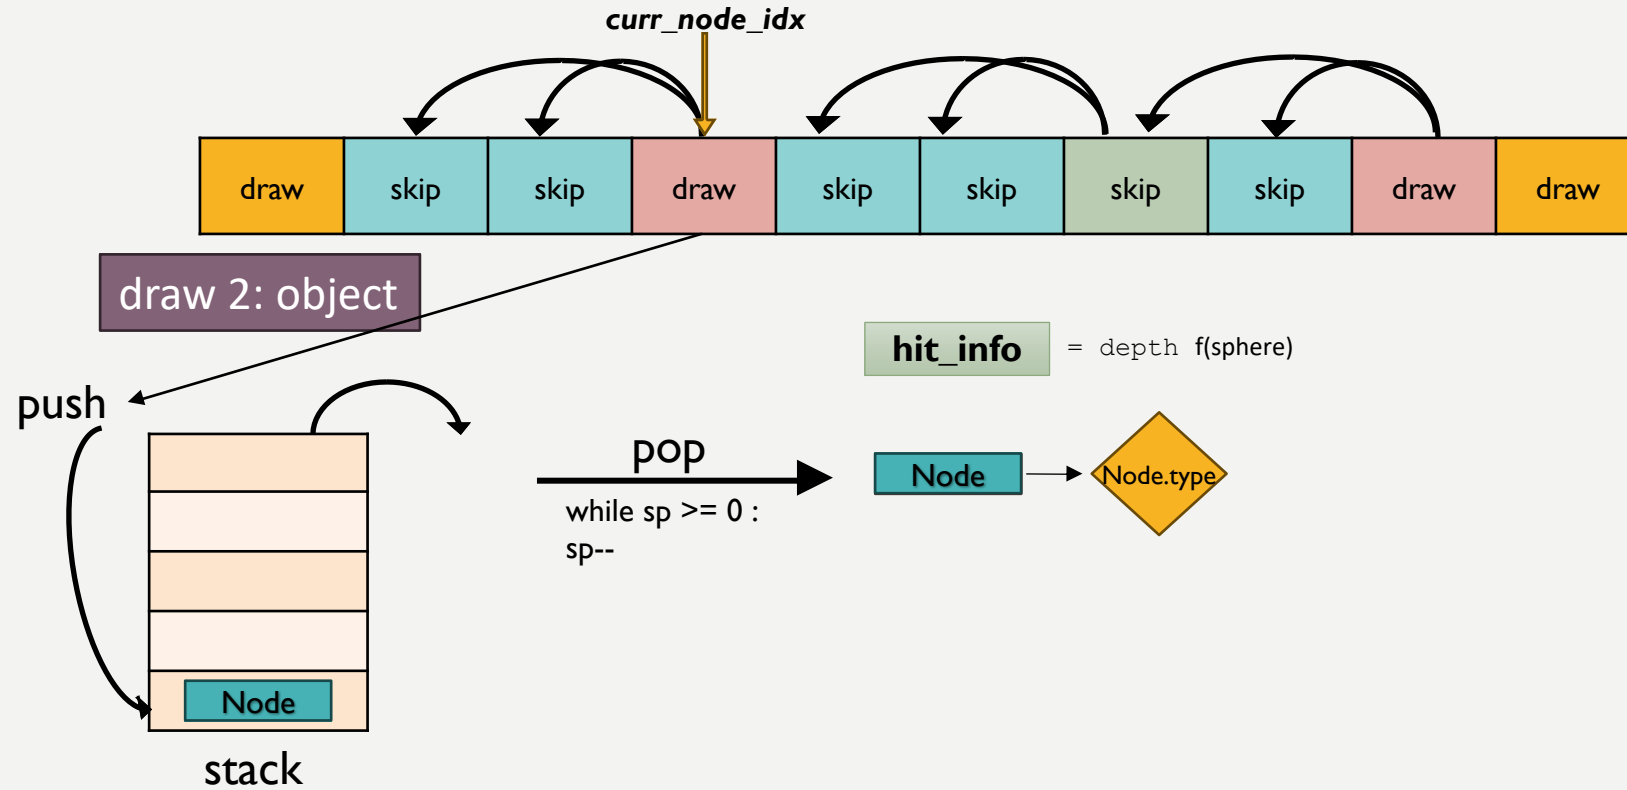 curr_node_idx
draw skip skip draw skip skip skip skip draw draw
draw 2: object
hit_info = depth f(sphere)
push
pop
while sp >= 0 :
sp--
Node
Node.type
Node
stack